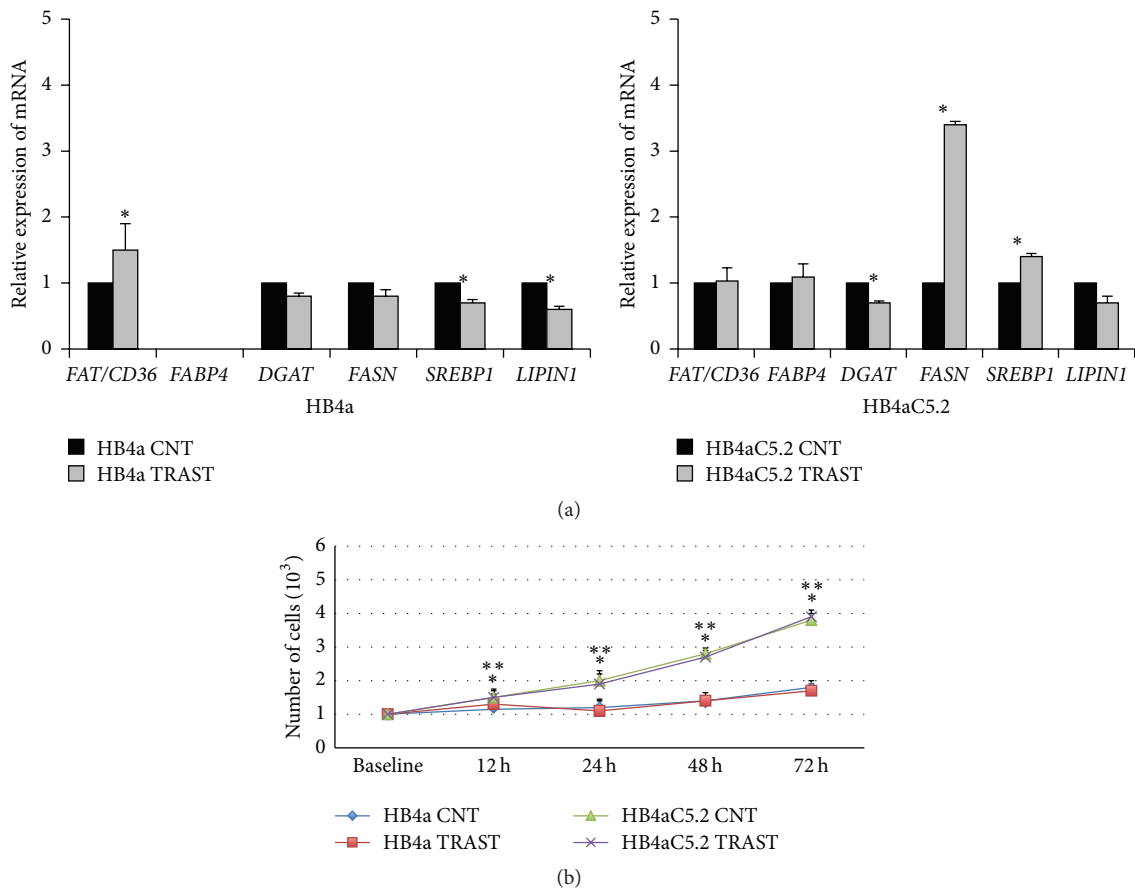 5
4
3
2
1
0
Relative expression of mRNA
*
*
*
FAT/CD36 FABP4 DGAT FASN SREBP1 LIPIN1
HB4a
HB4a CNT
HB4a TRAST
5
4
3
2
1
0
Relative expression of mRNA
*
*
*
FAT/CD36 FABP4 DGAT FASN SREBP1 LIPIN1
HB4aC5.2
HB4aC5.2 CNT
HB4aC5.2 TRAST
(a)
6
5
4
3
2
1
0
Number of cells (10³)
**
*
**
*
**
*
**
*
Baseline 12 h 24 h 48 h 72 h
HB4a CNT
HB4a TRAST
HB4aC5.2 CNT
HB4aC5.2 TRAST
(b)